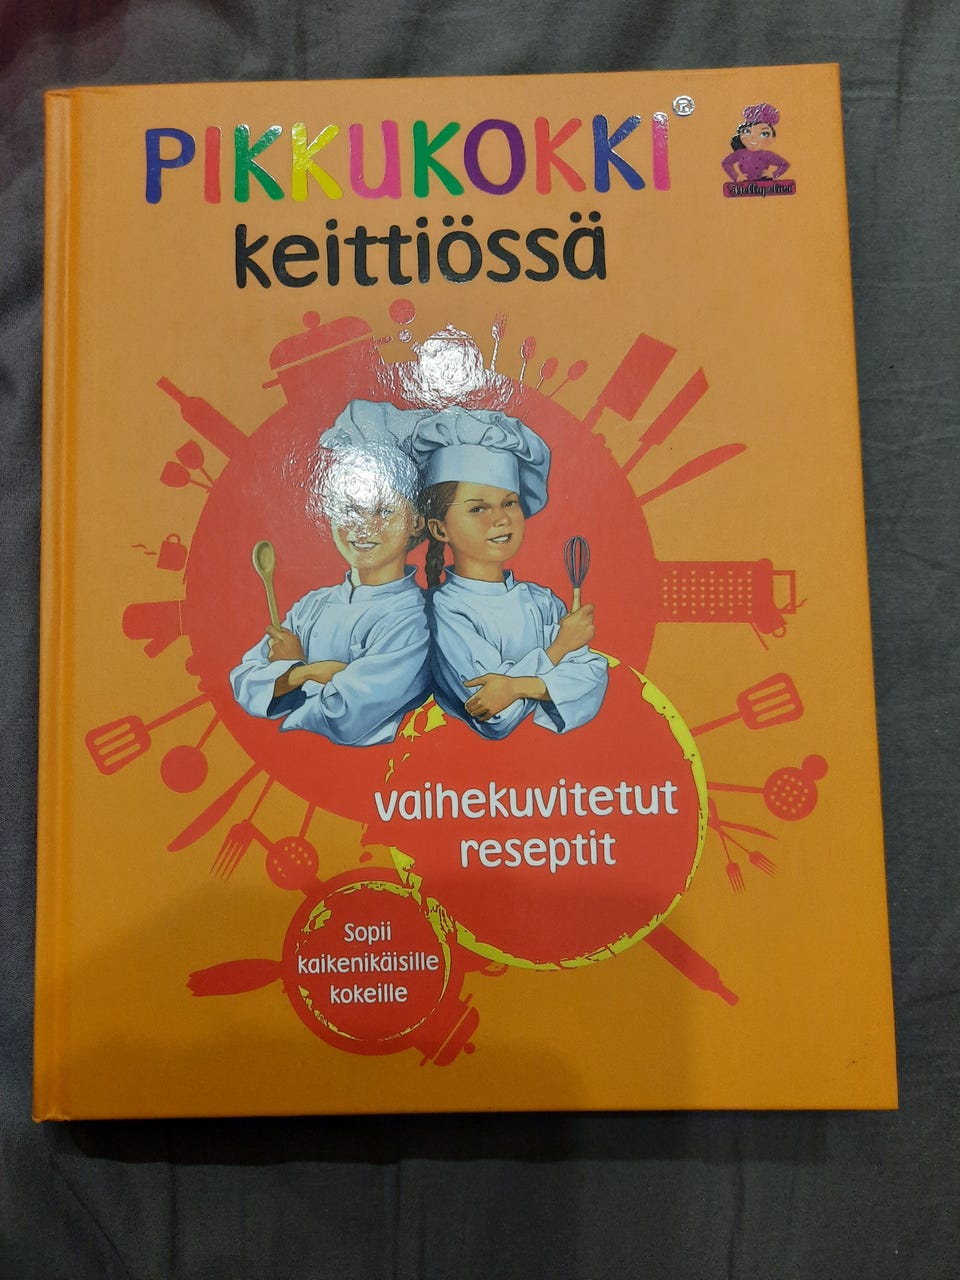 PIKKUKOKKI®
keittiössä
vaihekuvitetut
reseptit
Sopii
kaikenikäisille
kokeille